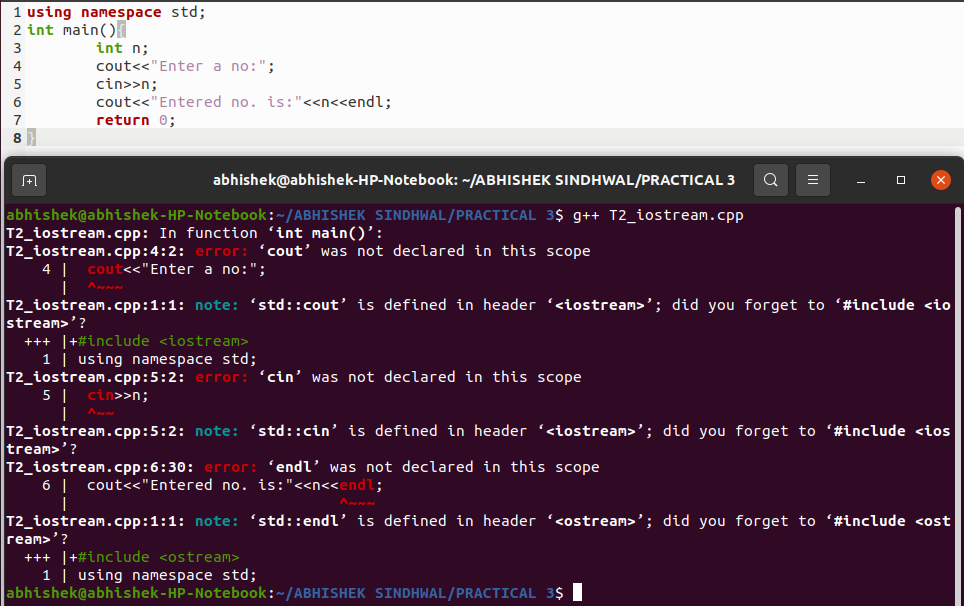 1 using namespace std;
2 int main(){
3 int n;
4 cout<<"Enter a no:";
5 cin>>n;
6 cout<<"Entered no. is:"<<n<<endl;
7 return 0;
8 }
abhishek@abhishek-HP-Notebook: ~/ABHISHEK SINDHWAL/PRACTICAL 3
abhishek@abhishek-HP-Notebook:~/ABHISHEK SINDHWAL/PRACTICAL 3$ g++ T2_iostream.cpp
T2_iostream.cpp: In function ‘int main()’:
T2_iostream.cpp:4:2: error: ‘cout’ was not declared in this scope
4 | cout<<"Enter a no:";
| ^~~~
T2_iostream.cpp:1:1: note: ‘std::cout’ is defined in header ‘<iostream>’; did you forget to ‘#include <io
stream>’?
+++ |+#include <iostream>
1 | using namespace std;
T2_iostream.cpp:5:2: error: ‘cin’ was not declared in this scope
5 | cin>>n;
| ^~~
T2_iostream.cpp:5:2: note: ‘std::cin’ is defined in header ‘<iostream>’; did you forget to ‘#include <ios
tream>’?
T2_iostream.cpp:6:30: error: ‘endl’ was not declared in this scope
6 | cout<<"Entered no. is:"<<n<<endl;
| ^~~~
T2_iostream.cpp:1:1: note: ‘std::endl’ is defined in header ‘<ostream>’; did you forget to ‘#include <ost
ream>’?
+++ |+#include <ostream>
1 | using namespace std;
abhishek@abhishek-HP-Notebook:~/ABHISHEK SINDHWAL/PRACTICAL 3$